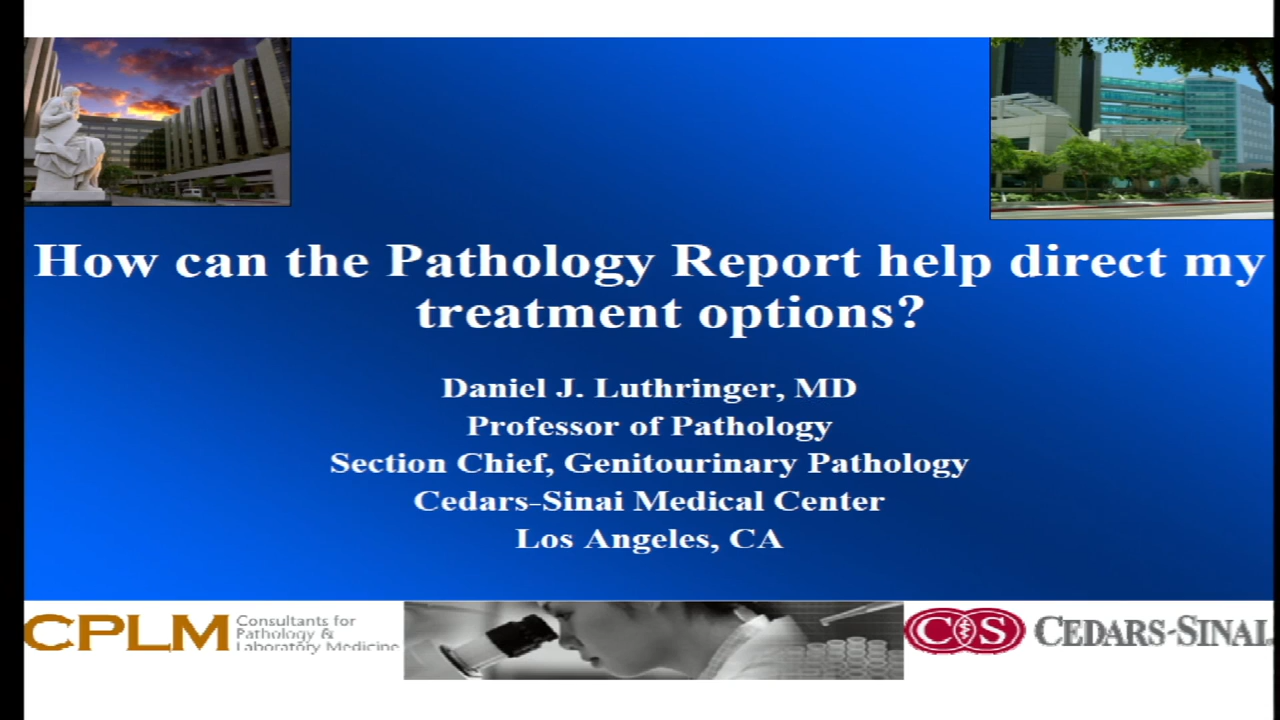 How can the Pathology Report help direct my
treatment options?
Daniel J. Luthringer, MD
Professor of Pathology
Section Chief, Genitourinary Pathology
Cedars-Sinai Medical Center
Los Angeles, CA
CPLM
Consultants for
Pathology &
Laboratory Medicine
CS
CEDARS-SINAI